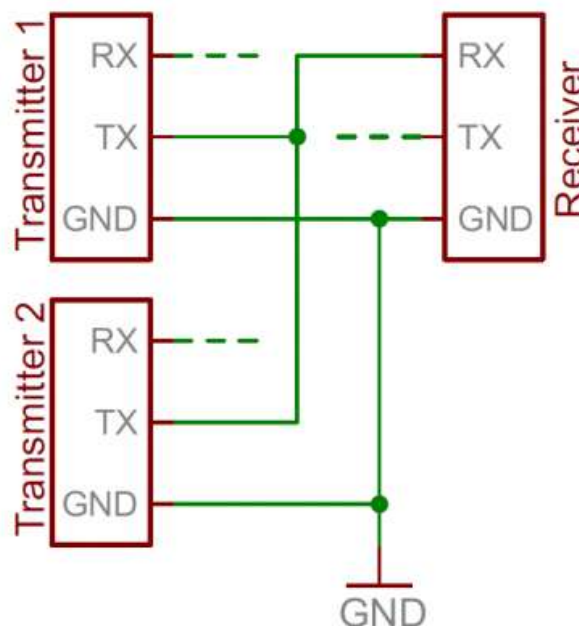 Transmitter 1
RX
TX
GND
Receiver
RX
TX
GND
Transmitter 2
RX
TX
GND
GND